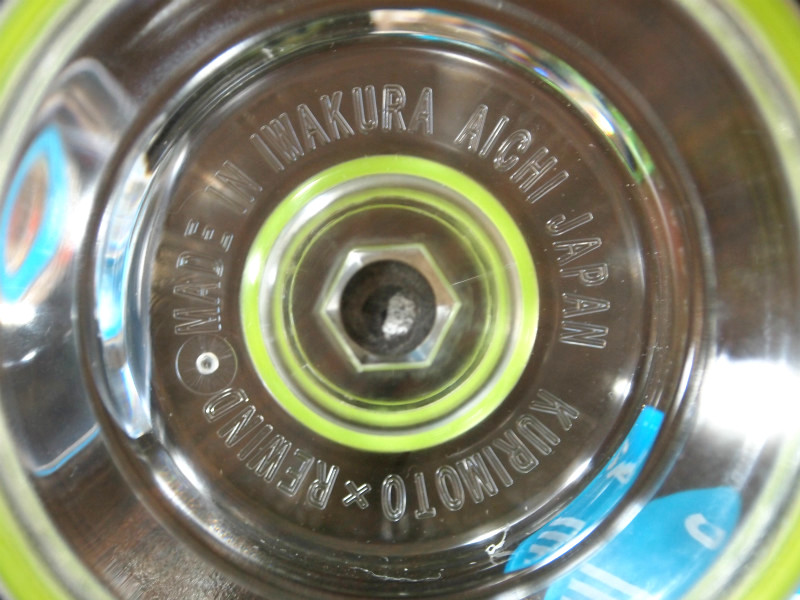 MADE IN IWAKURA AICHI JAPAN
KURIMOTO × REWIND